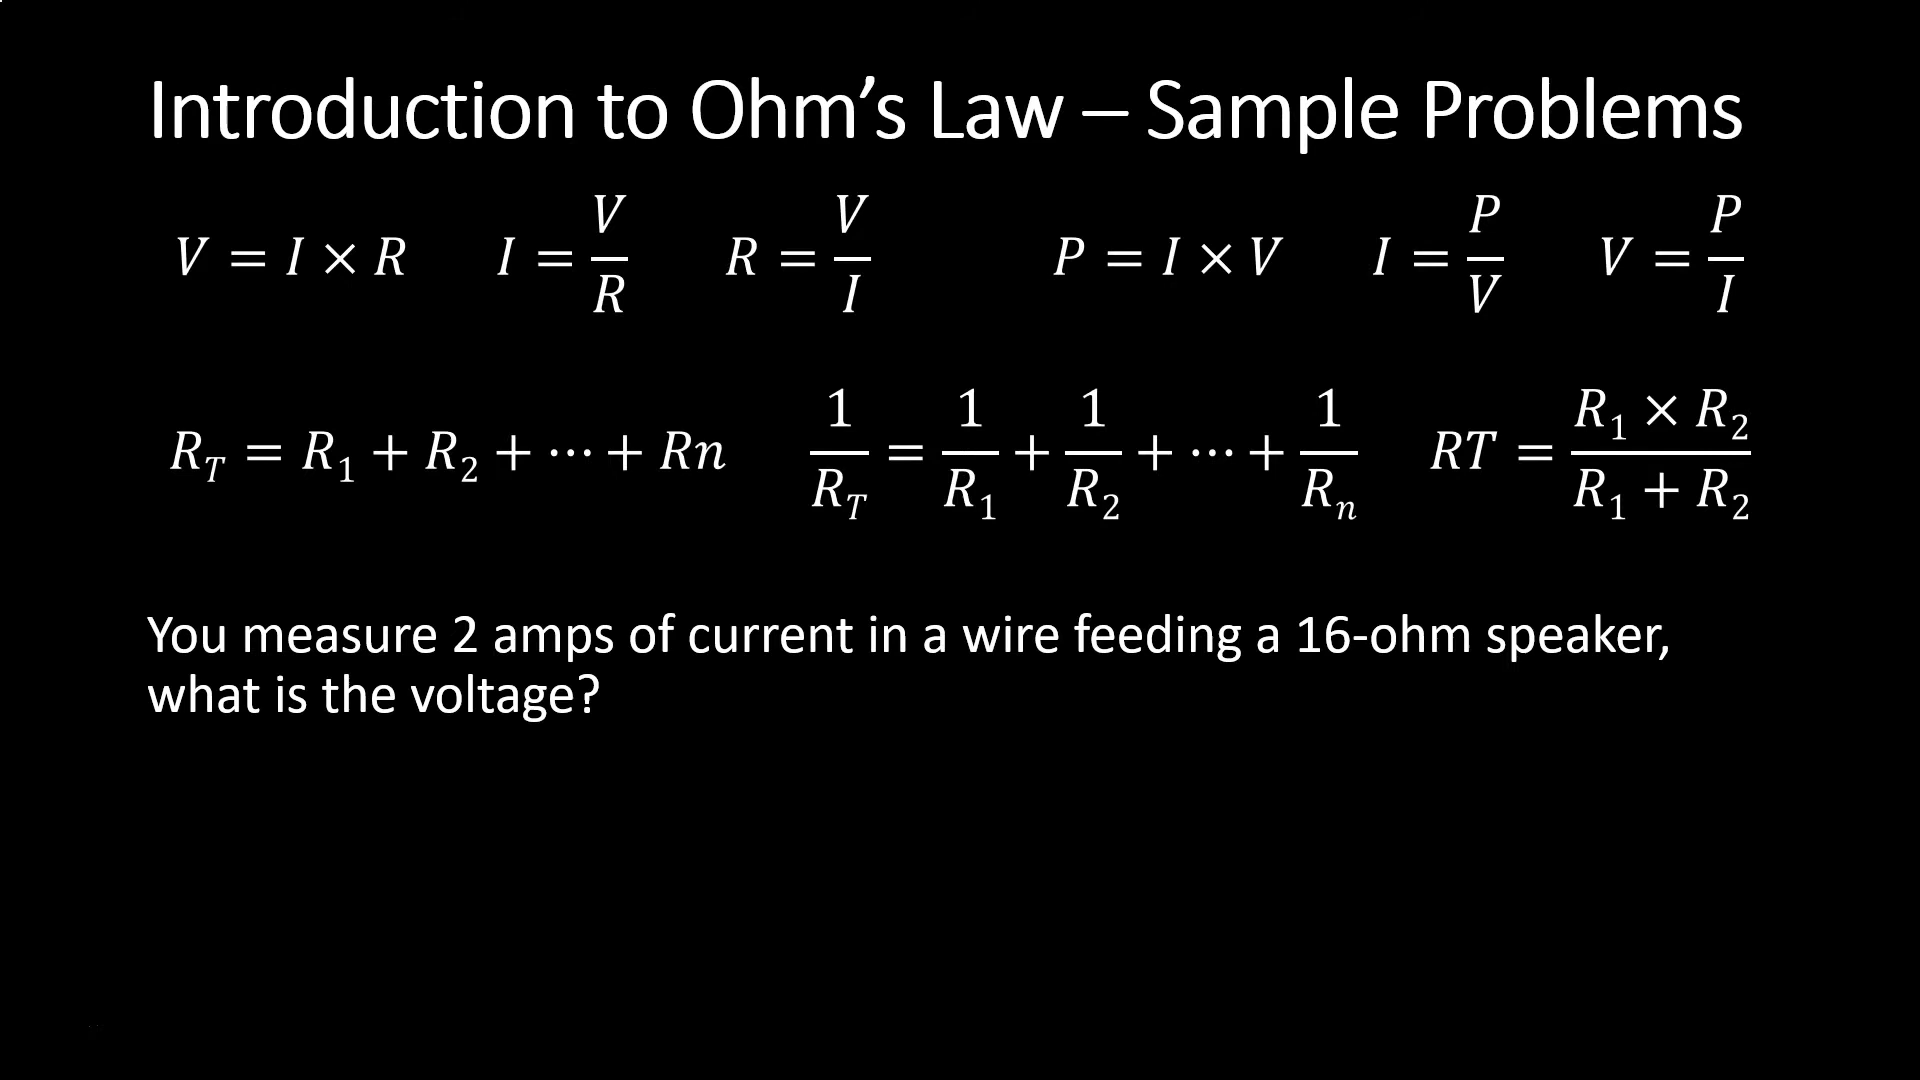 Introduction to Ohm’s Law – Sample Problems
V = I × R   I = V/R   R = V/I   P = I × V   I = P/V   V = P/I
R_T = R_1 + R_2 + ⋯ + Rn   1/R_T = 1/R_1 + 1/R_2 + ⋯ + 1/R_n   RT = (R_1 × R_2)/(R_1 + R_2)
You measure 2 amps of current in a wire feeding a 16-ohm speaker,
what is the voltage?